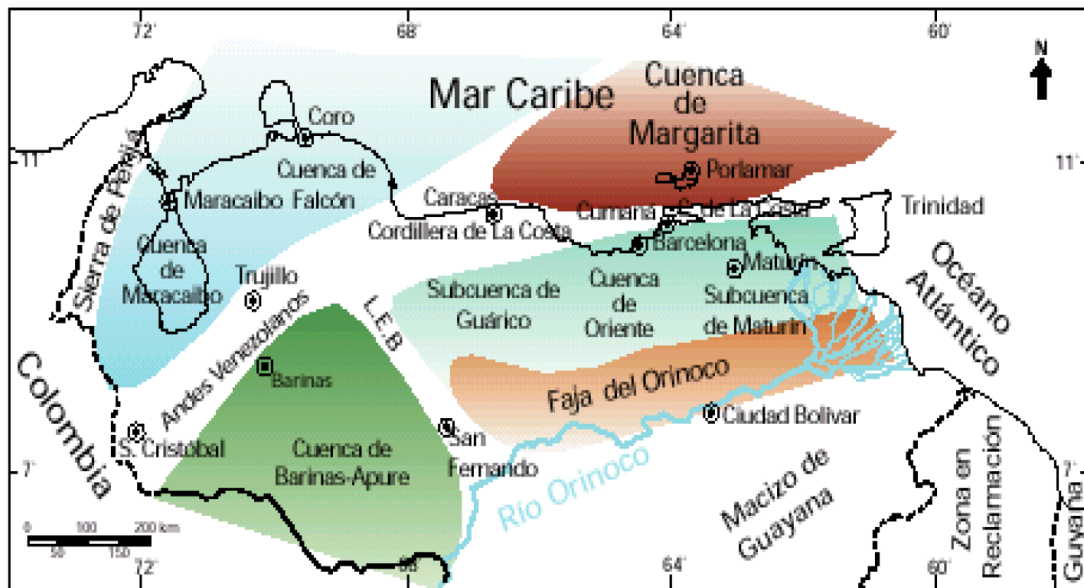 72°
68°
64°
60°
N
Mar Caribe
Cuenca
de
Margarita
Coro
11°
11°
Sierra de Perijá
Cuenca de
Maracaibo Falcón
Porlamar
Caracas
Cumaná
C. de La Costa
Trinidad
Cordillera de La Costa
Barcelona
Cuenca
de
Maracaibo
Trujillo
Maturín
Océano
Atlántico
Subcuenca de
Guárico
Cuenca
de
Oriente
Subcuenca
de Maturín
L.E.B
Andes Venezolanos
Barinas
Faja del Orinoco
Colombia
S. Cristóbal
Ciudad Bolívar
San
Fernando
Cuenca de
Barinas-Apure
7°
7°
Río Orinoco
Macizo de
Guayana
Zona en
Reclamación
Guyana
0 100 200 km
50 150
72°
68°
64°
60°